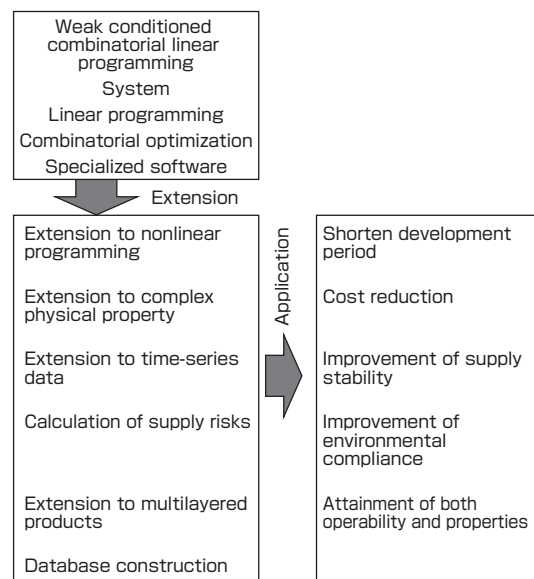 Weak conditioned
combinatorial linear
programming
System
Linear programming
Combinatorial optimization
Specialized software
Extension
Extension to nonlinear
programming
Extension to complex
physical property
Extension to time-series
data
Calculation of supply risks
Extension to multilayered
products
Database construction
Application
Shorten development
period
Cost reduction
Improvement of supply
stability
Improvement of
environmental
compliance
Attainment of both
operability and properties